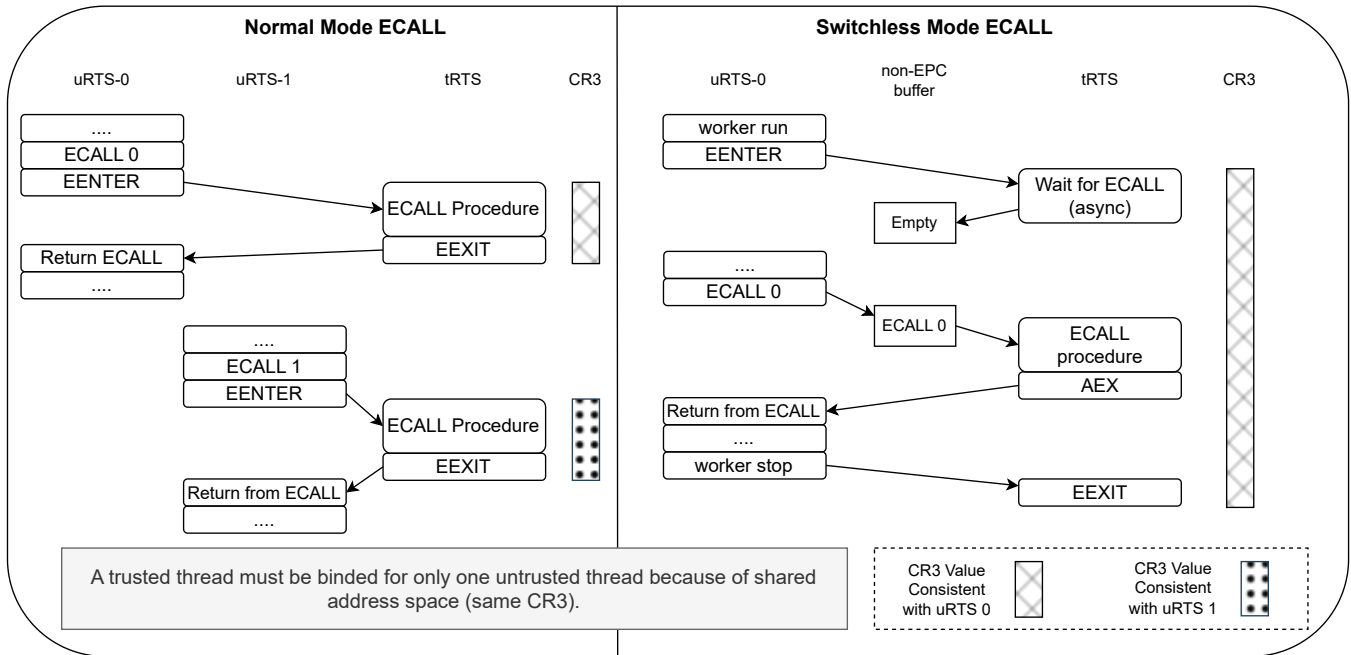 Normal Mode ECALL
uRTS-0
uRTS-1
tRTS
CR3
....
ECALL 0
EENTER
ECALL Procedure
EEXIT
Return ECALL
....
....
ECALL 1
EENTER
ECALL Procedure
EEXIT
Return from ECALL
....
A trusted thread must be binded for only one untrusted thread because of shared
address space (same CR3).
Switchless Mode ECALL
uRTS-0
non-EPC
buffer
tRTS
CR3
worker run
EENTER
Wait for ECALL
(async)
Empty
....
ECALL 0
ECALL 0
ECALL
procedure
AEX
Return from ECALL
....
worker stop
EEXIT
CR3 Value
Consistent
with uRTS 0
CR3 Value
Consistent
with uRTS 1